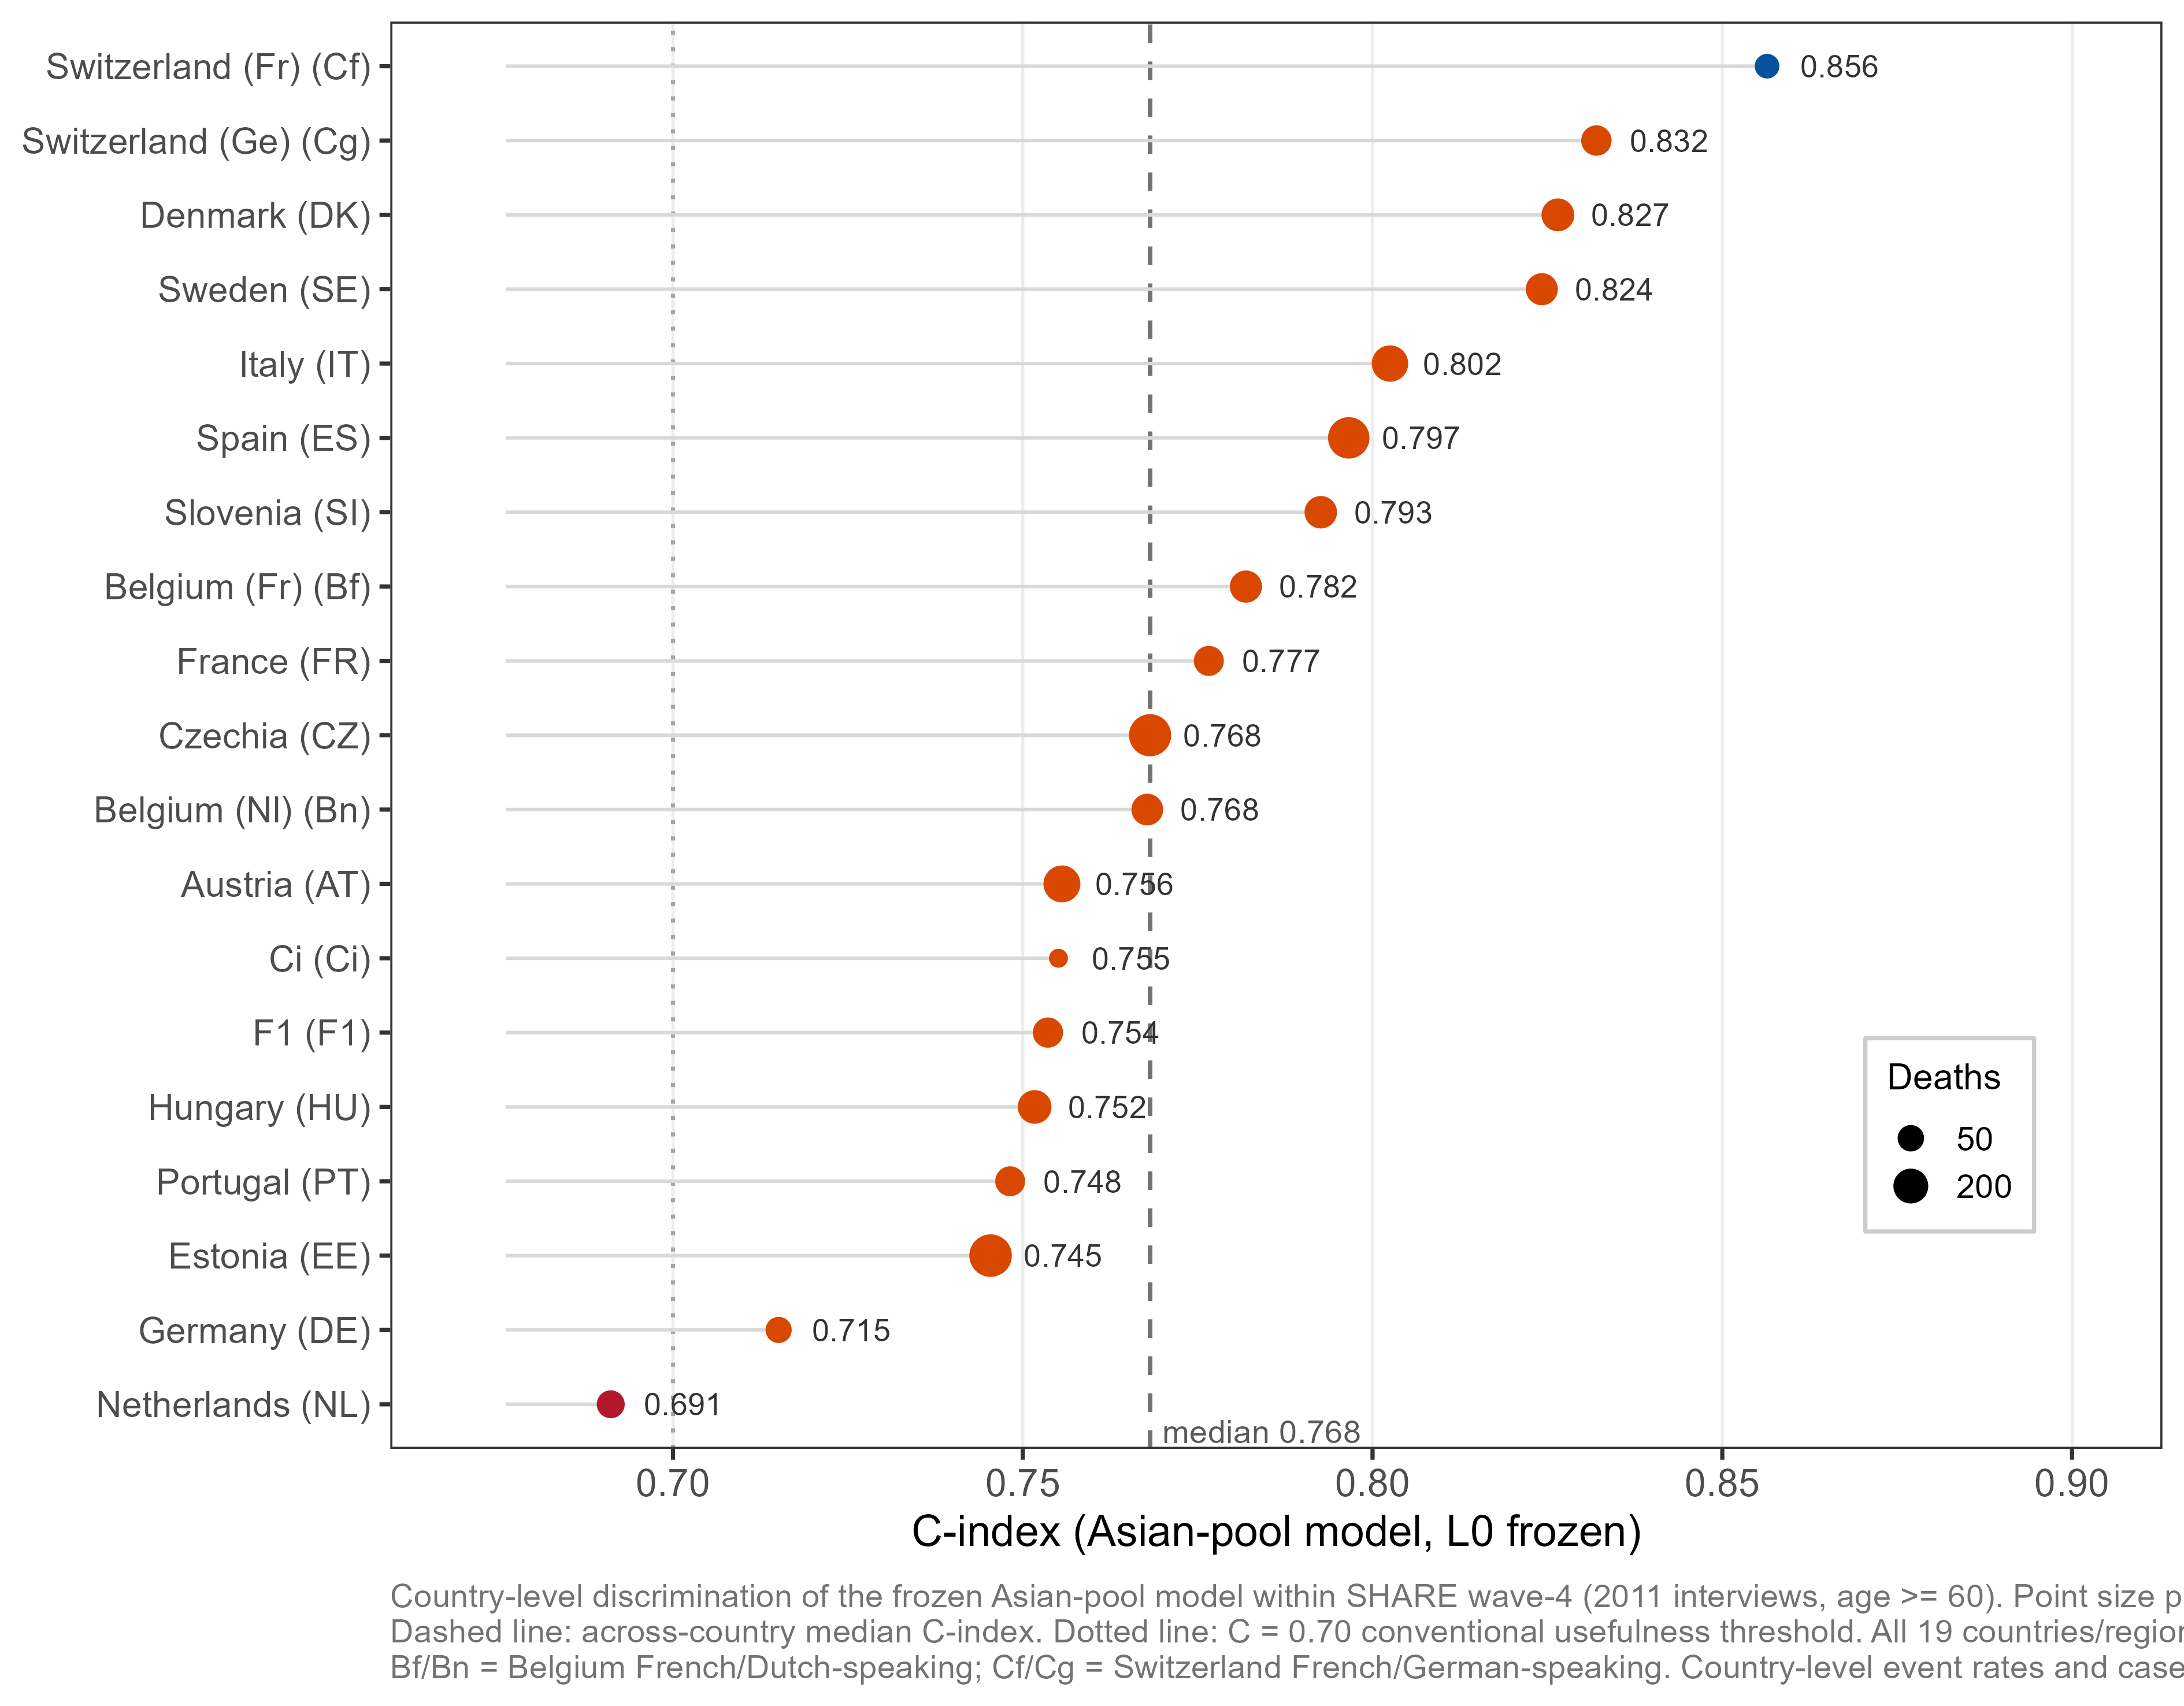 Switzerland (Fr) (Cf) 0.856
Switzerland (Ge) (Cg) 0.832
Denmark (DK) 0.827
Sweden (SE) 0.824
Italy (IT) 0.802
Spain (ES) 0.797
Slovenia (SI) 0.793
Belgium (Fr) (Bf) 0.782
France (FR) 0.777
Czechia (CZ) 0.768
Belgium (Nl) (Bn) 0.768
Austria (AT) 0.756
Ci (Ci) 0.755
F1 (F1) 0.754
Hungary (HU) 0.752
Portugal (PT) 0.748
Estonia (EE) 0.745
Germany (DE) 0.715
Netherlands (NL) 0.691
Deaths
50
200
median 0.768
0.70 0.75 0.80 0.85 0.90
C-index (Asian-pool model, L0 frozen)
Country-level discrimination of the frozen Asian-pool model within SHARE wave-4 (2011 interviews, age >= 60). Point size p
Dashed line: across-country median C-index. Dotted line: C = 0.70 conventional usefulness threshold. All 19 countries/region
Bf/Bn = Belgium French/Dutch-speaking; Cf/Cg = Switzerland French/German-speaking. Country-level event rates and case